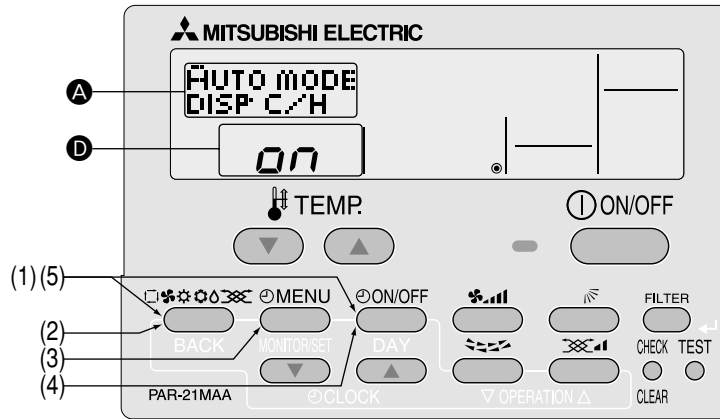 MITSUBISHI ELECTRIC
A
AUTO MODE
DISP C/H
D
on
TEMP.
ON/OFF
(1) (5)
MENU
ON/OFF
FILTER
(2)
BACK
MONITOR/SET
DAY
(3)
CHECK
TEST
(4)
PAR-21MAA
CLOCK
OPERATION
CLEAR